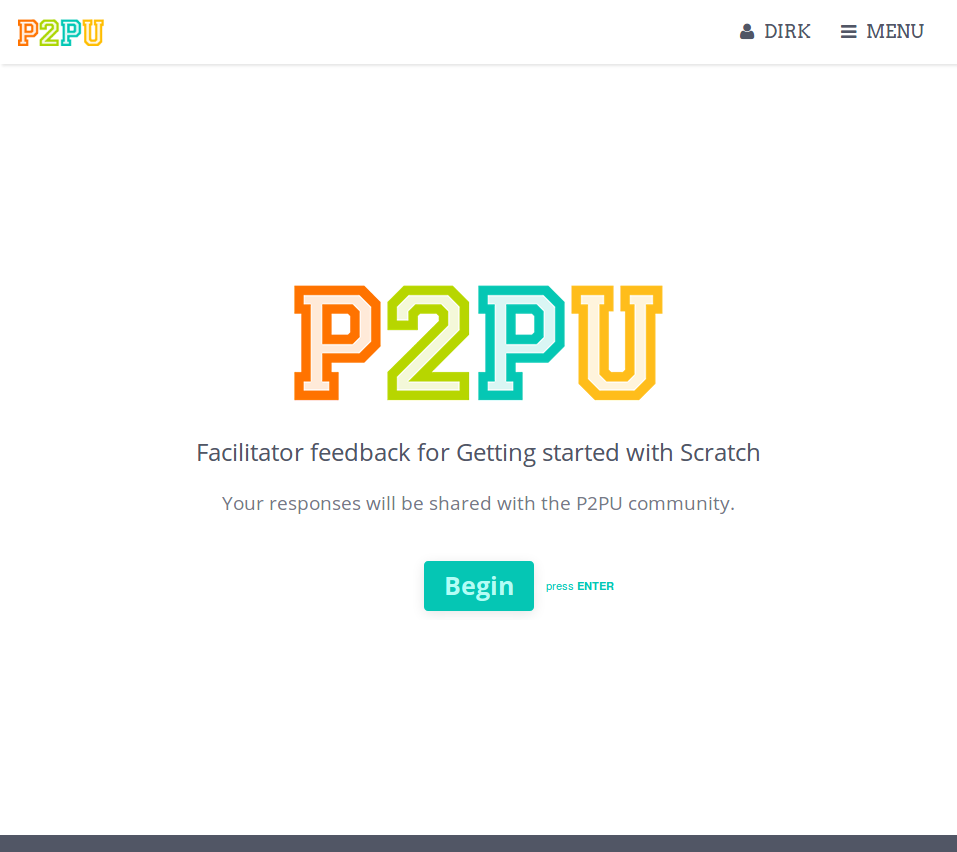 P2PU
DIRK
MENU
P2PU
Facilitator feedback for Getting started with Scratch
Your responses will be shared with the P2PU community.
Begin
press ENTER